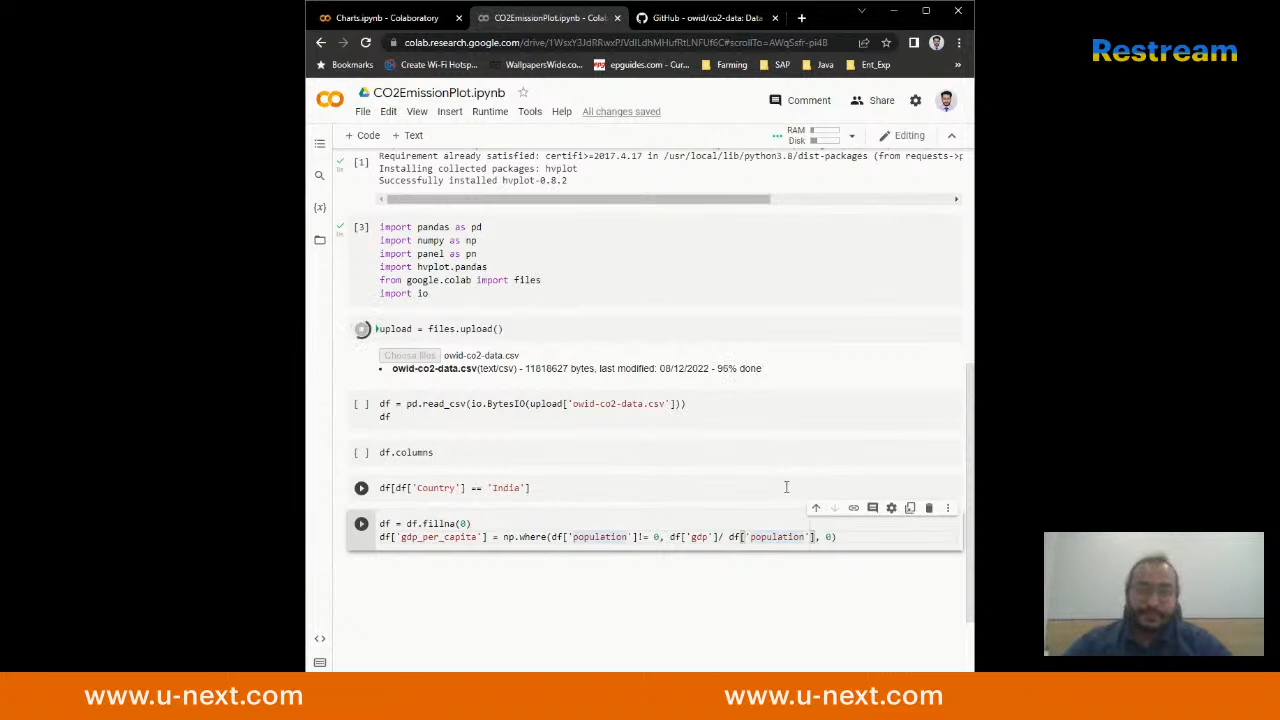 Charts.ipynb - Colaboratory
CO2EmissionPlot.ipynb - Colab
GitHub - owid/co2-data: Data
Restream
colab.research.google.com/drive/1WsxY3JdRRwxPJVdILdhMHufRtLNFUf6C#scrollTo=AWqSsfr-pi4B
Bookmarks
Create Wi-Fi Hotsp...
WallpapersWide.co...
epguides.com - Cur...
Farming
SAP
Java
Ent_Exp
»
CO2EmissionPlot.ipynb
Comment
Share
File Edit View Insert Runtime Tools Help All changes saved
+ Code + Text
RAM
Disk
Editing
[1]
Requirement already satisfied: certifi>=2017.4.17 in /usr/local/lib/python3.8/dist-packages (from requests->p
Installing collected packages: hvplot
Successfully installed hvplot-0.8.2
[3]
import pandas as pd
import numpy as np
import panel as pn
import hvplot.pandas
from google.colab import files
import io
upload = files.upload()
Choose files owid-co2-data.csv
• owid-co2-data.csv(text/csv) - 11818627 bytes, last modified: 08/12/2022 - 96% done
[ ] df = pd.read_csv(io.BytesIO(upload['owid-co2-data.csv']))
df
[ ] df.columns
df[df['Country'] == 'India']
df = df.fillna(0)
df['gdp_per_capita'] = np.where(df['population']!= 0, df['gdp']/ df['population'], 0)
www.u-next.com
www.u-next.com